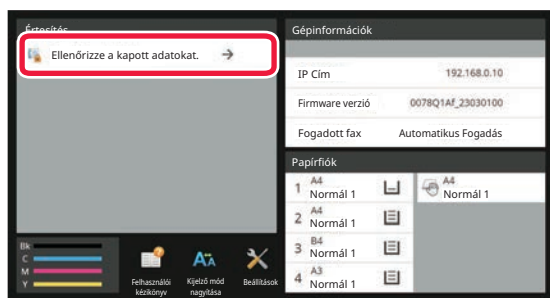 Értesítés
Ellenőrizze a kapott adatokat.
Gépinformációk
IP Cím 192.168.0.10
Firmware verzió 0078Q1Af_23030100
Fogadott fax Automatikus Fogadás
Papírfiók
1 A4
Normál 1
A4
Normál 1
2 A4
Normál 1
3 B4
Normál 1
4 A3
Normál 1
Bk
C
M
Y
Felhasználói
kézikönyv
Kijelző mód
nagyítása
Beállítások